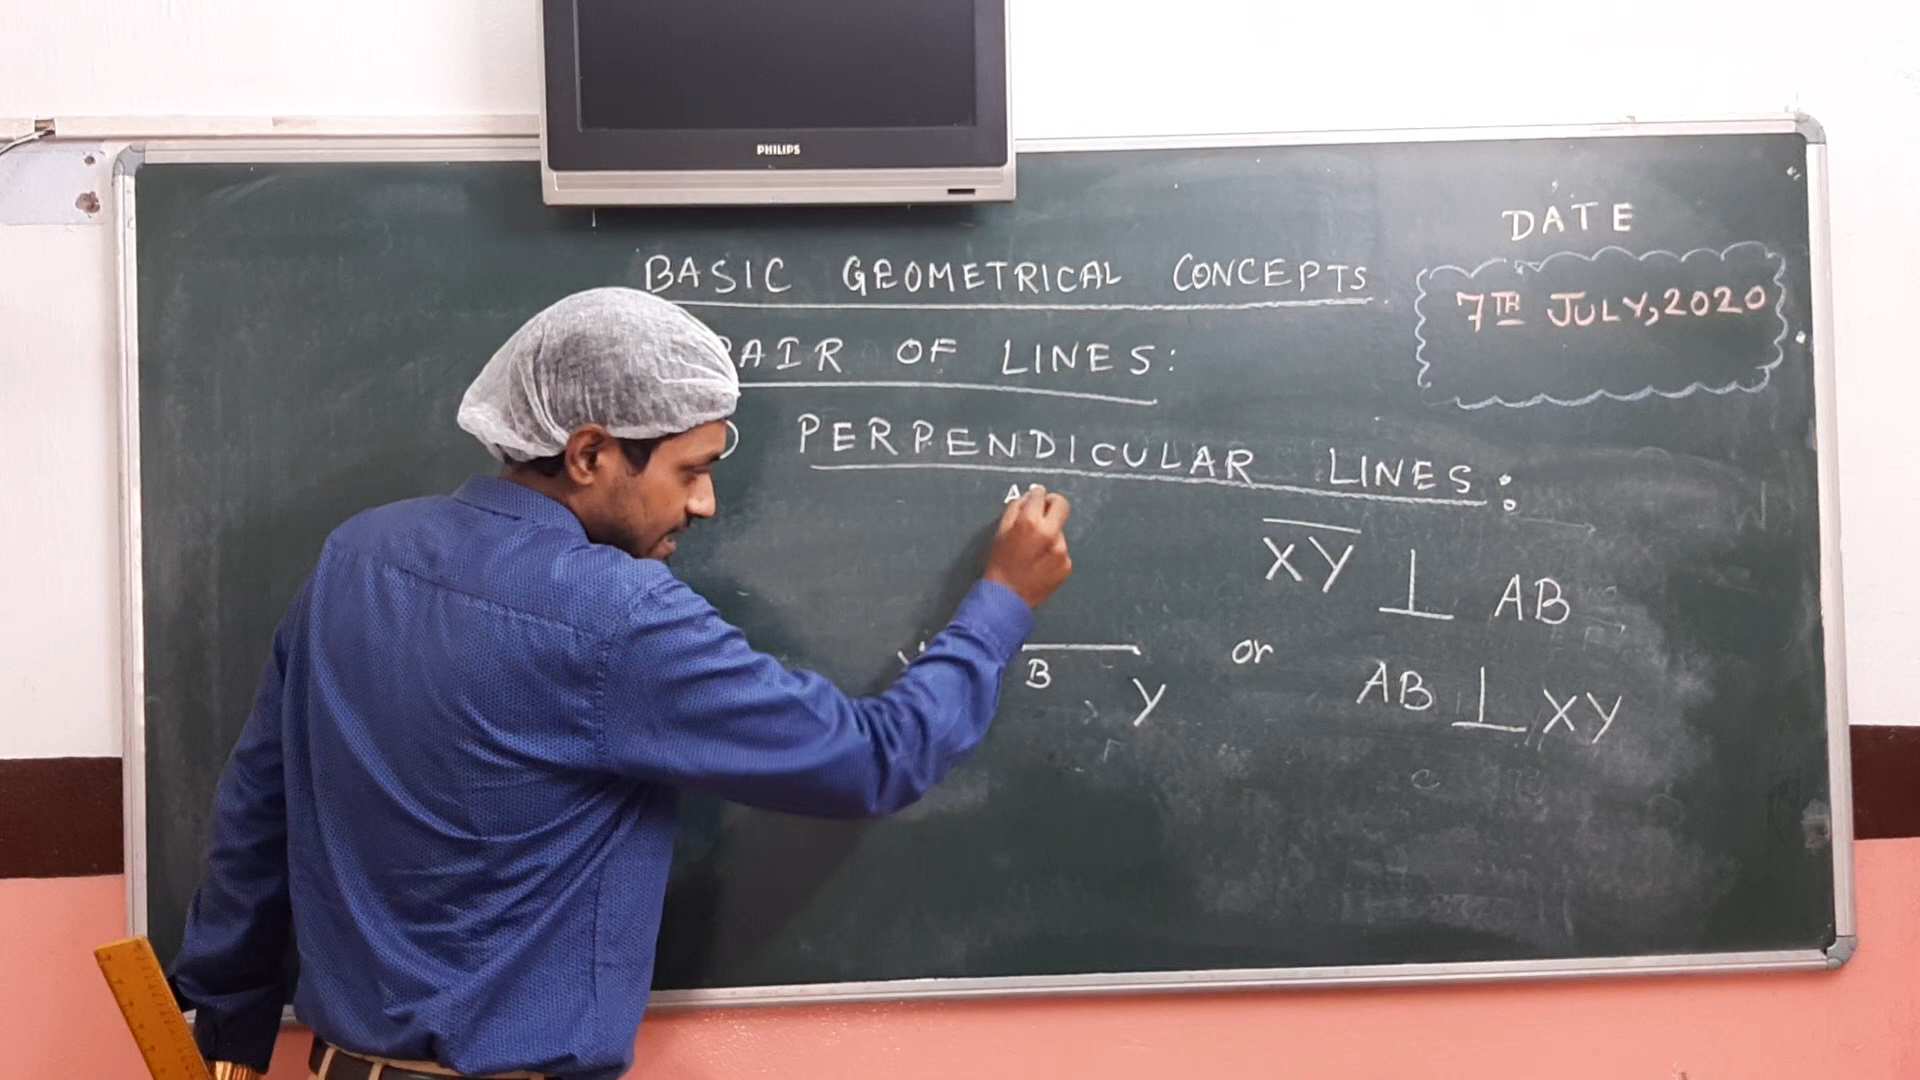 PHILIPS
DATE
7TH JULY, 2020
BASIC GEOMETRICAL CONCEPTS
PAIR OF LINES:
) PERPENDICULAR LINES:
A
XY ⊥ AB
B
Y
or
AB ⊥ XY